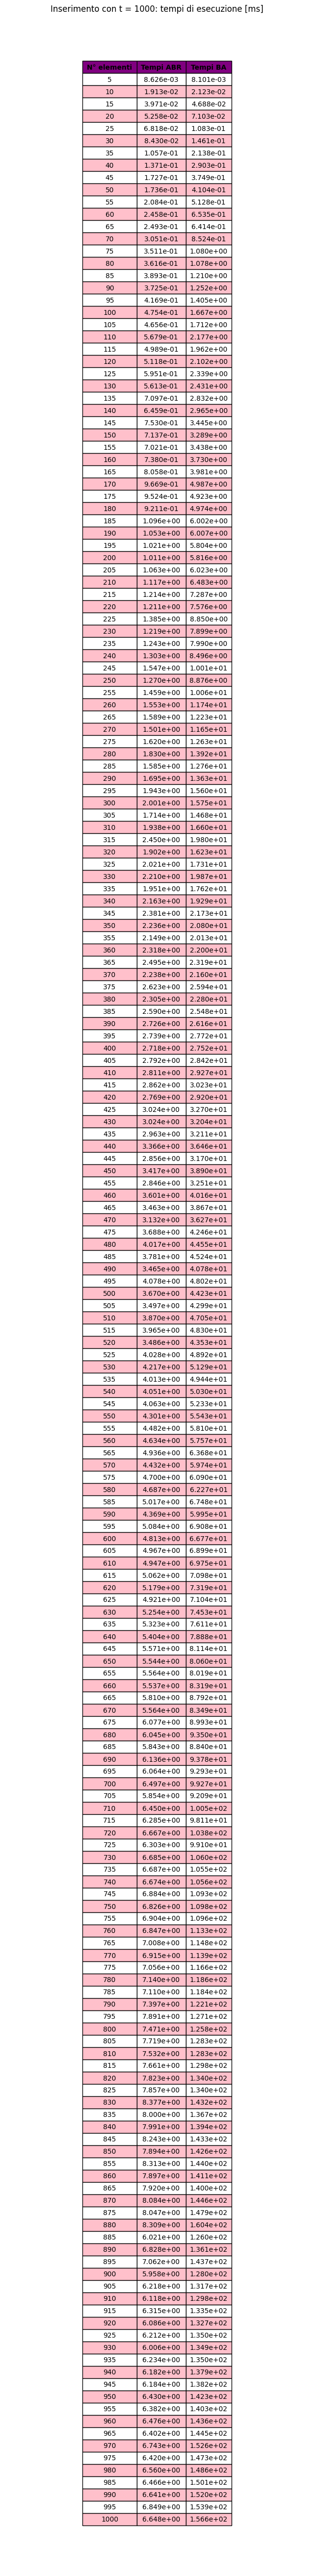 Inserimento con t = 1000: tempi di esecuzione [ms]
N° elementi Tempi ABR Tempi BA
5 8.626e-03 8.101e-03
10 1.913e-02 2.123e-02
15 3.971e-02 4.688e-02
20 5.258e-02 7.103e-02
25 6.818e-02 1.083e-01
30 8.430e-02 1.461e-01
35 1.057e-01 2.138e-01
40 1.371e-01 2.903e-01
45 1.727e-01 3.749e-01
50 1.736e-01 4.104e-01
55 2.084e-01 5.128e-01
60 2.458e-01 6.535e-01
65 2.493e-01 6.414e-01
70 3.051e-01 8.524e-01
75 3.511e-01 1.080e+00
80 3.616e-01 1.078e+00
85 3.893e-01 1.210e+00
90 3.725e-01 1.252e+00
95 4.169e-01 1.405e+00
100 4.754e-01 1.667e+00
105 4.656e-01 1.712e+00
110 5.679e-01 2.177e+00
115 4.989e-01 1.962e+00
120 5.118e-01 2.102e+00
125 5.951e-01 2.339e+00
130 5.613e-01 2.431e+00
135 7.097e-01 2.832e+00
140 6.459e-01 2.965e+00
145 7.530e-01 3.445e+00
150 7.137e-01 3.289e+00
155 7.021e-01 3.438e+00
160 7.380e-01 3.730e+00
165 8.058e-01 3.981e+00
170 9.669e-01 4.987e+00
175 9.524e-01 4.923e+00
180 9.211e-01 4.974e+00
185 1.096e+00 6.002e+00
190 1.053e+00 6.007e+00
195 1.021e+00 5.804e+00
200 1.011e+00 5.816e+00
205 1.063e+00 6.023e+00
210 1.117e+00 6.483e+00
215 1.214e+00 7.287e+00
220 1.211e+00 7.576e+00
225 1.385e+00 8.850e+00
230 1.219e+00 7.899e+00
235 1.243e+00 7.990e+00
240 1.303e+00 8.496e+00
245 1.547e+00 1.001e+01
250 1.270e+00 8.876e+00
255 1.459e+00 1.006e+01
260 1.553e+00 1.174e+01
265 1.589e+00 1.223e+01
270 1.501e+00 1.165e+01
275 1.620e+00 1.263e+01
280 1.830e+00 1.392e+01
285 1.585e+00 1.276e+01
290 1.695e+00 1.363e+01
295 1.943e+00 1.560e+01
300 2.001e+00 1.575e+01
305 1.714e+00 1.468e+01
310 1.938e+00 1.660e+01
315 2.450e+00 1.980e+01
320 1.902e+00 1.623e+01
325 2.021e+00 1.731e+01
330 2.210e+00 1.987e+01
335 1.951e+00 1.762e+01
340 2.163e+00 1.929e+01
345 2.381e+00 2.173e+01
350 2.236e+00 2.080e+01
355 2.149e+00 2.013e+01
360 2.318e+00 2.200e+01
365 2.495e+00 2.319e+01
370 2.238e+00 2.160e+01
375 2.623e+00 2.594e+01
380 2.305e+00 2.280e+01
385 2.590e+00 2.548e+01
390 2.726e+00 2.616e+01
395 2.739e+00 2.772e+01
400 2.718e+00 2.752e+01
405 2.792e+00 2.842e+01
410 2.811e+00 2.927e+01
415 2.862e+00 3.023e+01
420 2.769e+00 2.920e+01
425 3.024e+00 3.270e+01
430 3.024e+00 3.204e+01
435 2.963e+00 3.211e+01
440 3.366e+00 3.646e+01
445 2.856e+00 3.170e+01
450 3.417e+00 3.890e+01
455 2.846e+00 3.251e+01
460 3.601e+00 4.016e+01
465 3.463e+00 3.867e+01
470 3.132e+00 3.627e+01
475 3.688e+00 4.246e+01
480 4.017e+00 4.455e+01
485 3.781e+00 4.524e+01
490 3.465e+00 4.078e+01
495 4.078e+00 4.802e+01
500 3.670e+00 4.423e+01
505 3.497e+00 4.299e+01
510 3.870e+00 4.705e+01
515 3.965e+00 4.830e+01
520 3.486e+00 4.353e+01
525 4.028e+00 4.892e+01
530 4.217e+00 5.129e+01
535 4.013e+00 4.944e+01
540 4.051e+00 5.030e+01
545 4.063e+00 5.233e+01
550 4.301e+00 5.543e+01
555 4.482e+00 5.810e+01
560 4.634e+00 5.757e+01
565 4.936e+00 6.368e+01
570 4.432e+00 5.974e+01
575 4.700e+00 6.090e+01
580 4.687e+00 6.227e+01
585 5.017e+00 6.748e+01
590 4.369e+00 5.995e+01
595 5.084e+00 6.908e+01
600 4.813e+00 6.677e+01
605 4.967e+00 6.899e+01
610 4.947e+00 6.975e+01
615 5.062e+00 7.098e+01
620 5.179e+00 7.319e+01
625 4.921e+00 7.104e+01
630 5.254e+00 7.453e+01
635 5.323e+00 7.611e+01
640 5.404e+00 7.888e+01
645 5.571e+00 8.114e+01
650 5.544e+00 8.060e+01
655 5.564e+00 8.019e+01
660 5.537e+00 8.319e+01
665 5.810e+00 8.792e+01
670 5.564e+00 8.349e+01
675 6.077e+00 8.993e+01
680 6.045e+00 9.350e+01
685 5.843e+00 8.840e+01
690 6.136e+00 9.378e+01
695 6.064e+00 9.293e+01
700 6.497e+00 9.927e+01
705 5.854e+00 9.209e+01
710 6.450e+00 1.005e+02
715 6.285e+00 9.811e+01
720 6.667e+00 1.038e+02
725 6.303e+00 9.910e+01
730 6.685e+00 1.060e+02
735 6.687e+00 1.055e+02
740 6.674e+00 1.056e+02
745 6.884e+00 1.093e+02
750 6.826e+00 1.098e+02
755 6.904e+00 1.096e+02
760 6.847e+00 1.133e+02
765 7.008e+00 1.148e+02
770 6.915e+00 1.139e+02
775 7.056e+00 1.166e+02
780 7.140e+00 1.186e+02
785 7.110e+00 1.184e+02
790 7.397e+00 1.221e+02
795 7.891e+00 1.271e+02
800 7.471e+00 1.258e+02
805 7.719e+00 1.283e+02
810 7.532e+00 1.283e+02
815 7.661e+00 1.298e+02
820 7.823e+00 1.340e+02
825 7.857e+00 1.340e+02
830 8.377e+00 1.432e+02
835 8.000e+00 1.367e+02
840 7.991e+00 1.394e+02
845 8.243e+00 1.433e+02
850 7.894e+00 1.426e+02
855 8.313e+00 1.440e+02
860 7.897e+00 1.411e+02
865 7.920e+00 1.400e+02
870 8.084e+00 1.446e+02
875 8.047e+00 1.479e+02
880 8.309e+00 1.604e+02
885 6.021e+00 1.260e+02
890 6.828e+00 1.361e+02
895 7.062e+00 1.437e+02
900 5.958e+00 1.280e+02
905 6.218e+00 1.317e+02
910 6.118e+00 1.298e+02
915 6.315e+00 1.335e+02
920 6.086e+00 1.327e+02
925 6.212e+00 1.350e+02
930 6.006e+00 1.349e+02
935 6.234e+00 1.350e+02
940 6.182e+00 1.379e+02
945 6.184e+00 1.382e+02
950 6.430e+00 1.423e+02
955 6.382e+00 1.403e+02
960 6.476e+00 1.436e+02
965 6.402e+00 1.445e+02
970 6.743e+00 1.526e+02
975 6.420e+00 1.473e+02
980 6.560e+00 1.486e+02
985 6.466e+00 1.501e+02
990 6.641e+00 1.520e+02
995 6.849e+00 1.539e+02
1000 6.648e+00 1.566e+02